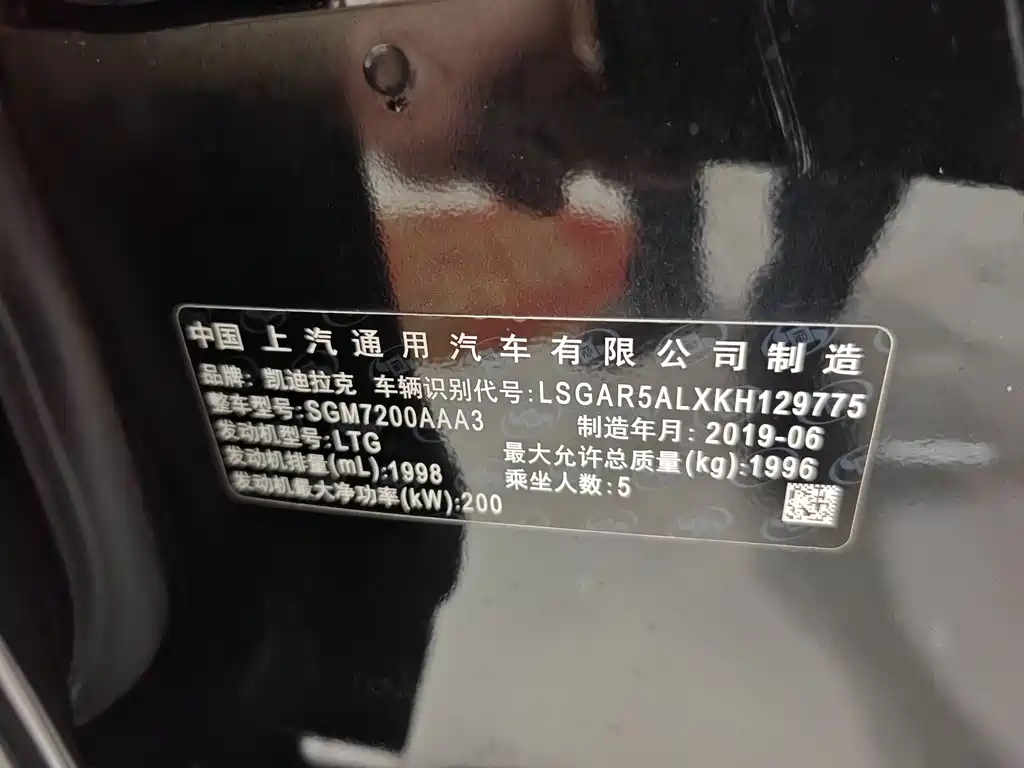 中国 上汽通用汽车有限公司制造
品牌: 凯迪拉克 车辆识别代号:LSGAR5ALXKH129775
整车型号:SGM7200AAA3 制造年月: 2019-06
发动机型号:LTG 最大允许总质量(kg):1996
发动机排量(mL):1998 乘坐人数:5
发动机最大净功率(kW):200